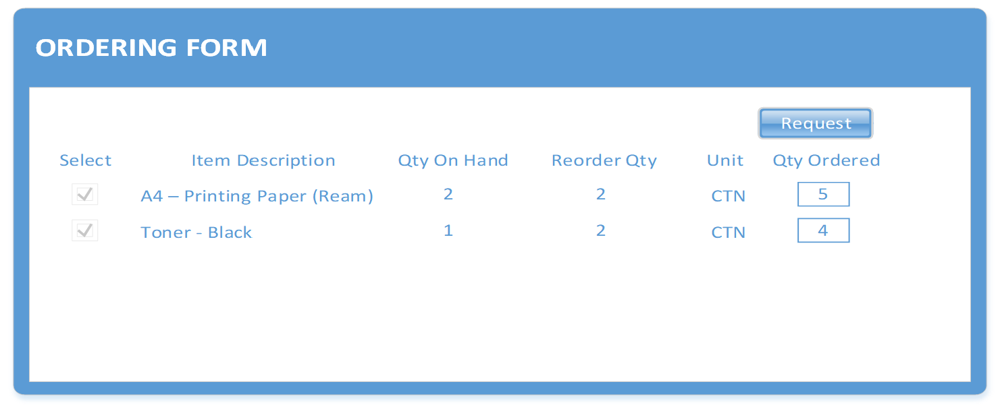 ORDERING FORM
Request
Select Item Description Qty On Hand Reorder Qty Unit Qty Ordered
A4 – Printing Paper (Ream) 2 2 CTN 5
Toner - Black 1 2 CTN 4